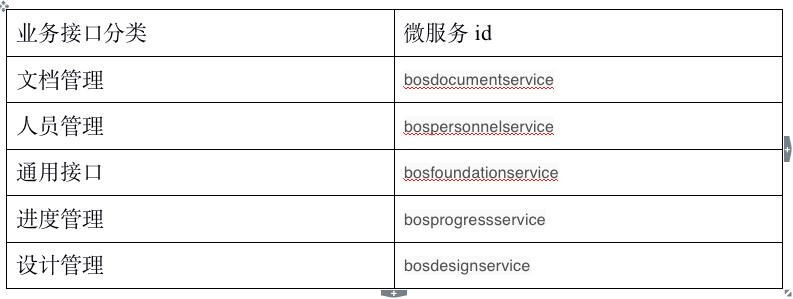 业务接口分类 微服务 id
文档管理 bosdocumentservice
人员管理 bospersonnelservice
通用接口 bosfoundationservice
进度管理 bosprogressservice
设计管理 bosdesignservice